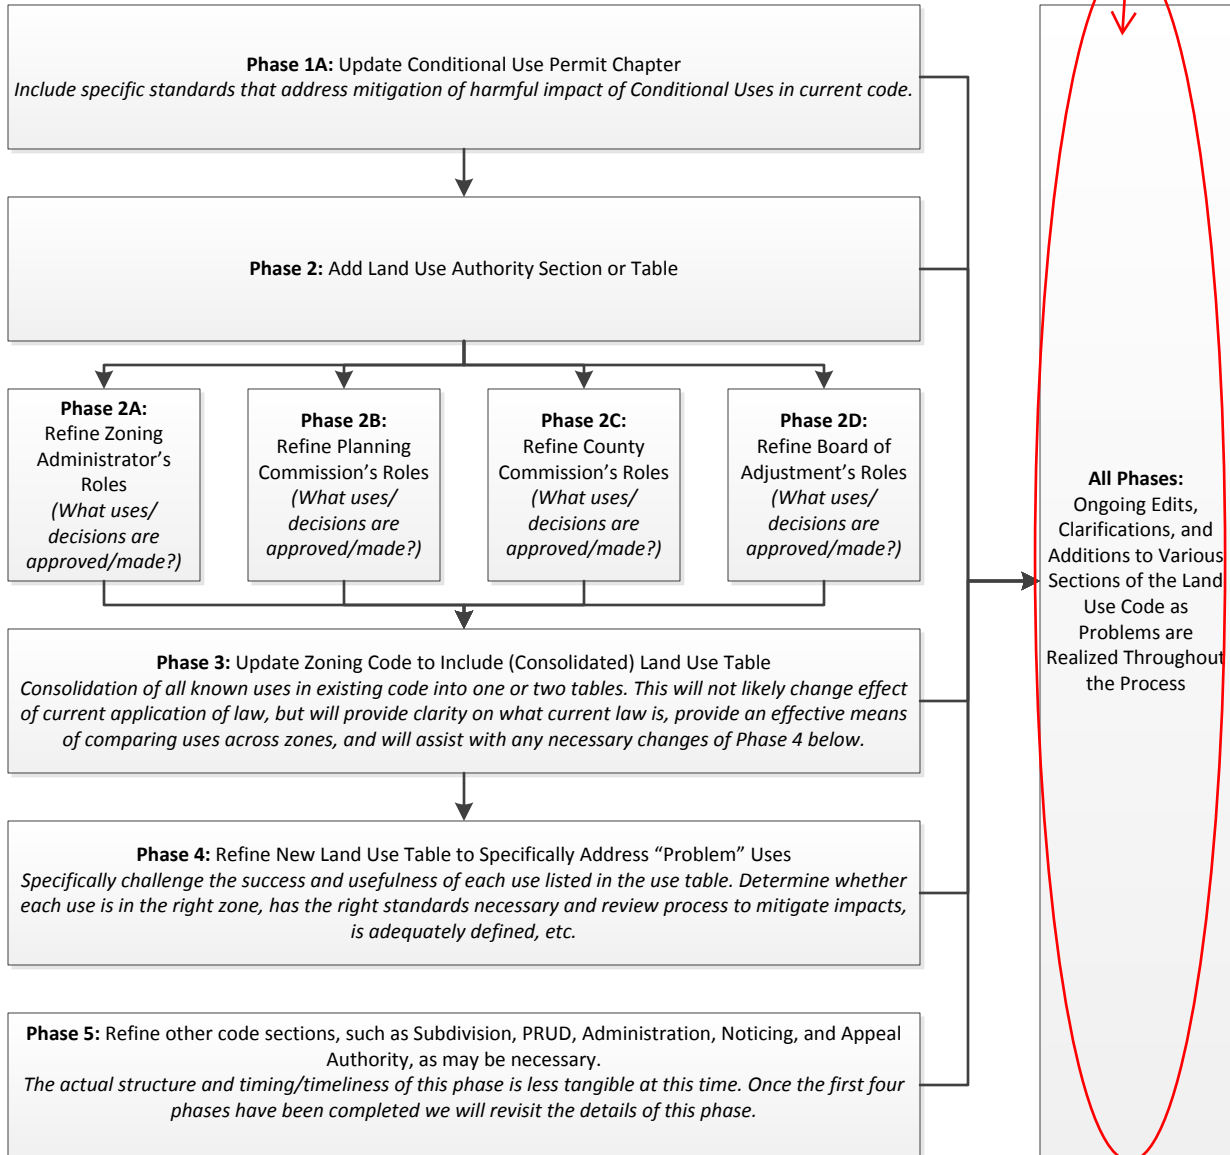 Phase 1A: Update Conditional Use Permit Chapter
Include specific standards that address mitigation of harmful impact of Conditional Uses in current code.
Phase 2: Add Land Use Authority Section or Table
Phase 2A:
Refine Zoning
Administrator’s
Roles
(What uses/
decisions are
approved/made?)
Phase 2B:
Refine Planning
Commission’s Roles
(What uses/
decisions are
approved/made?)
Phase 2C:
Refine County
Commission’s Roles
(What uses/
decisions are
approved/made?)
Phase 2D:
Refine Board of
Adjustment’s Roles
(What uses/
decisions are
approved/made?)
Phase 3: Update Zoning Code to Include (Consolidated) Land Use Table
Consolidation of all known uses in existing code into one or two tables. This will not likely change effect
of current application of law, but will provide clarity on what current law is, provide an effective means
of comparing uses across zones, and will assist with any necessary changes of Phase 4 below.
Phase 4: Refine New Land Use Table to Specifically Address “Problem” Uses
Specifically challenge the success and usefulness of each use listed in the use table. Determine whether
each use is in the right zone, has the right standards necessary and review process to mitigate impacts,
is adequately defined, etc.
Phase 5: Refine other code sections, such as Subdivision, PRUD, Administration, Noticing, and Appeal
Authority, as may be necessary.
The actual structure and timing/timeliness of this phase is less tangible at this time. Once the first four
phases have been completed we will revisit the details of this phase.
All Phases:
Ongoing Edits,
Clarifications, and
Additions to Various
Sections of the Land
Use Code as
Problems are
Realized Throughout
the Process